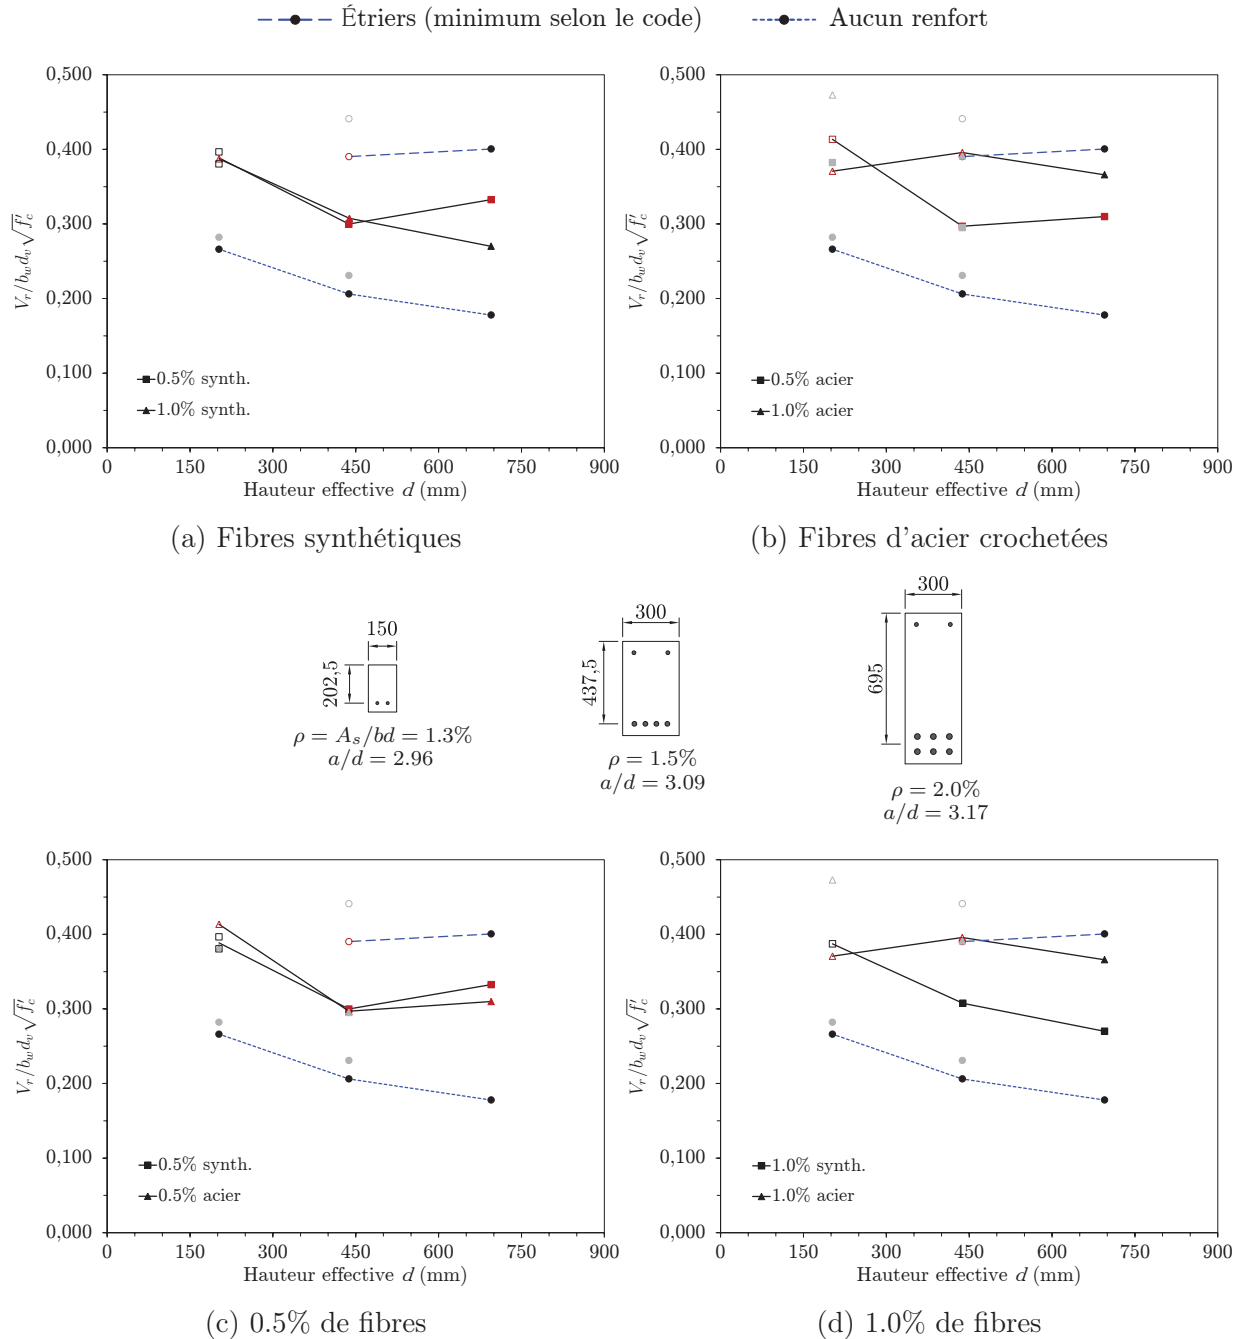 Étriers (minimum selon le code) Aucun renfort
0,500
0,400
0,300
0,200
0,100
0,000
V_r/b_w d_v √f′_c
0.5% synth.
1.0% synth.
0 150 300 450 600 750 900
Hauteur effective d (mm)
(a) Fibres synthétiques
0,500
0,400
0,300
0,200
0,100
0,000
V_r/b_w d_v √f′_c
0.5% acier
1.0% acier
0 150 300 450 600 750 900
Hauteur effective d (mm)
(b) Fibres d'acier crochetées
150
202,5
ρ = A_s/bd = 1.3%
a/d = 2.96
300
437,5
ρ = 1.5%
a/d = 3.09
300
695
ρ = 2.0%
a/d = 3.17
0,500
0,400
0,300
0,200
0,100
0,000
V_r/b_w d_v √f′_c
0.5% synth.
0.5% acier
0 150 300 450 600 750 900
Hauteur effective d (mm)
(c) 0.5% de fibres
0,500
0,400
0,300
0,200
0,100
0,000
V_r/b_w d_v √f′_c
1.0% synth.
1.0% acier
0 150 300 450 600 750 900
Hauteur effective d (mm)
(d) 1.0% de fibres